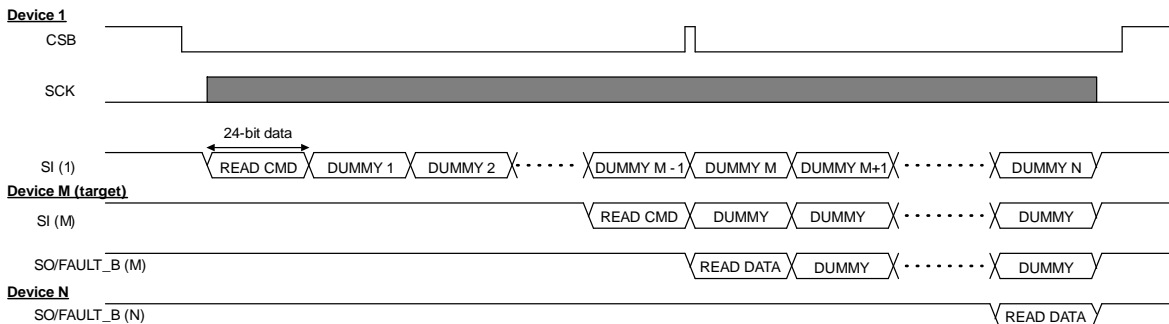 Device 1
CSB
SCK
24-bit data
SI (1) READ CMD DUMMY 1 DUMMY 2 DUMMY M - 1 DUMMY M DUMMY M+1 DUMMY N
Device M (target)
SI (M) READ CMD DUMMY DUMMY DUMMY
SO/FAULT_B (M) READ DATA DUMMY DUMMY
Device N
SO/FAULT_B (N) READ DATA